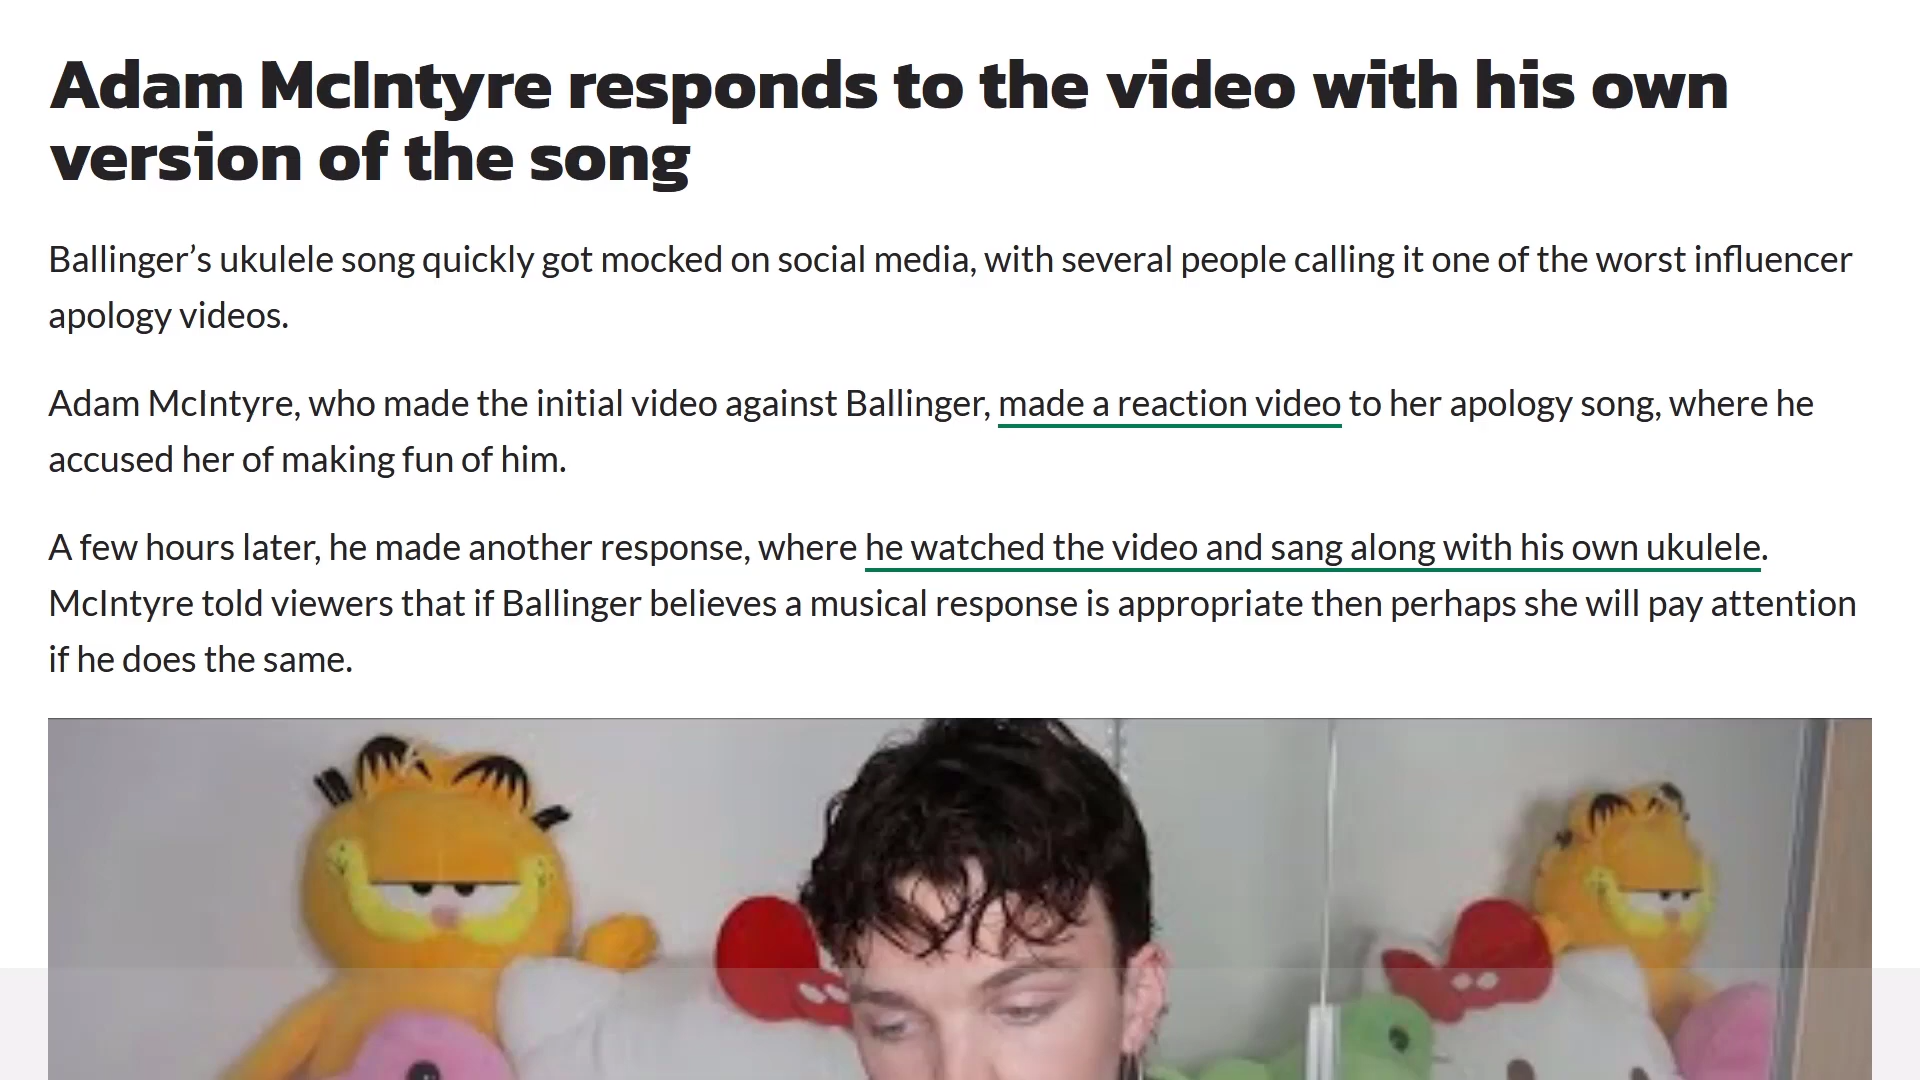 Adam McIntyre responds to the video with his own
version of the song
Ballinger’s ukulele song quickly got mocked on social media, with several people calling it one of the worst influencer
apology videos.
Adam McIntyre, who made the initial video against Ballinger, made a reaction video to her apology song, where he
accused her of making fun of him.
A few hours later, he made another response, where he watched the video and sang along with his own ukulele.
McIntyre told viewers that if Ballinger believes a musical response is appropriate then perhaps she will pay attention
if he does the same.